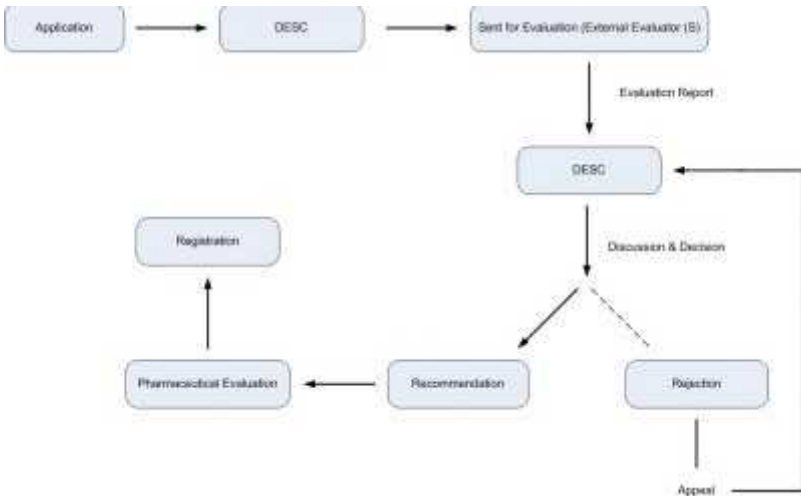 Application
DESC
Sent for Evaluation (External Evaluator (S)
Evaluation Report
DESC
Discussion & Decision
Registration
Pharmaceutical Evaluation
Recommendation
Rejection
Appeal